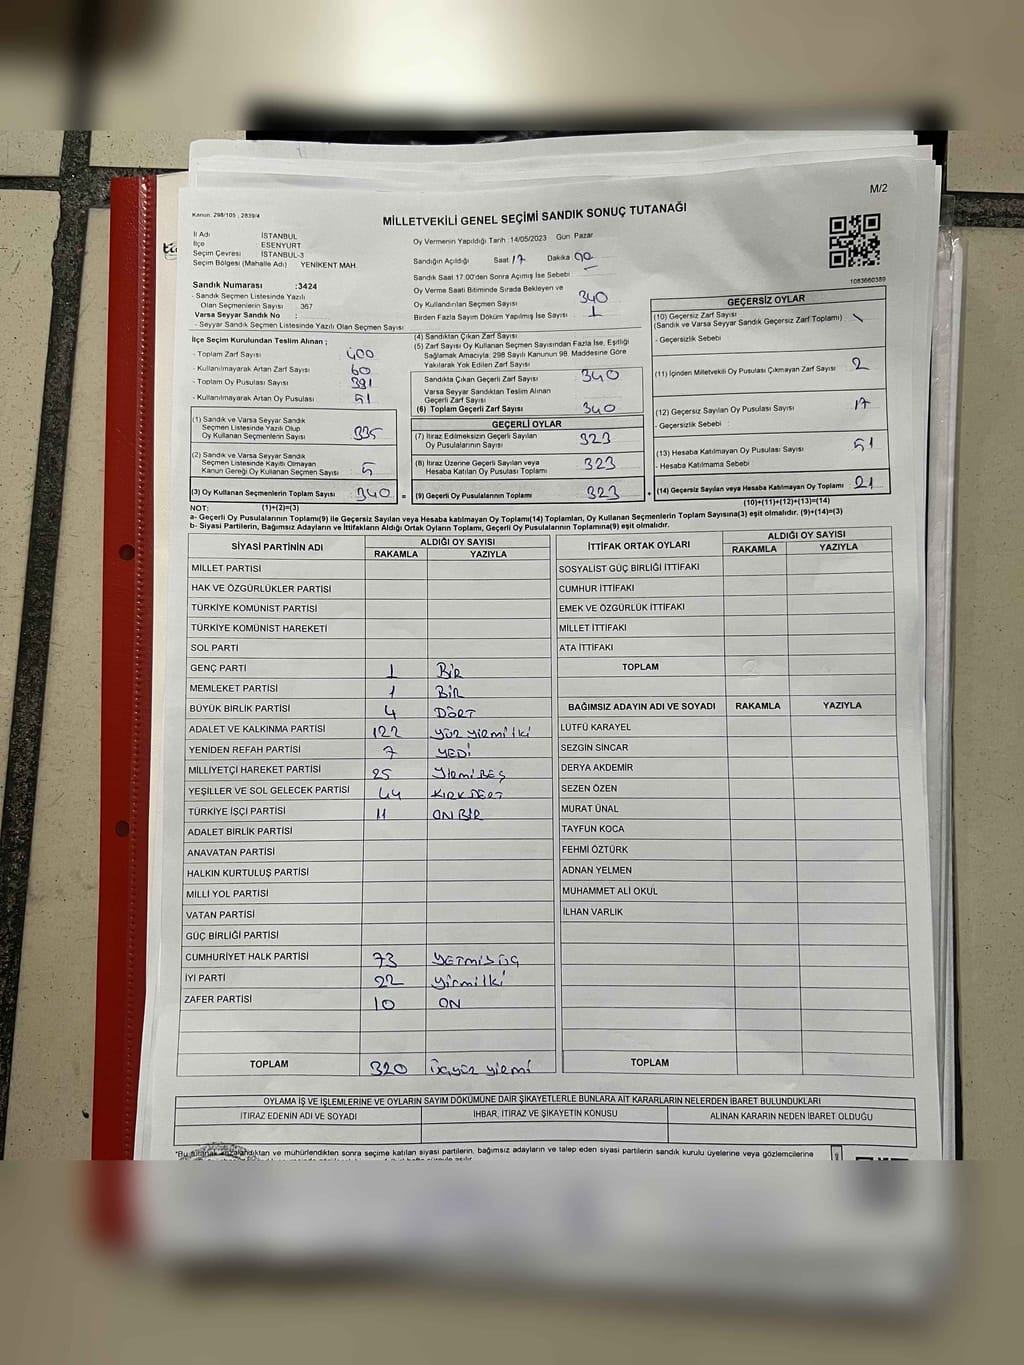 M/2
Kanun: 298/105 ; 2839/4
MİLLETVEKİLİ GENEL SEÇİMİ SANDIK SONUÇ TUTANAĞI
İl Adı İSTANBUL
İlçe ESENYURT
Seçim Çevresi İSTANBUL-3
Seçim Bölgesi (Mahalle Adı) YENİKENT MAH.
Sandık Numarası :3424
- Sandık Seçmen Listesinde Yazılı
Olan Seçmenlerin Sayısı : 367
Varsa Seyyar Sandık No :
- Seyyar Sandık Seçmen Listesinde Yazılı Olan Seçmen Sayısı :
Oy Vermenin Yapıldığı Tarih :14/05/2023 Gün Pazar
Sandığın Açıldığı Saat 17 Dakika 00
Sandık Saat 17.00'den Sonra Açımış İse Sebebi :
Oy Verme Saati Bitiminde Sırada Bekleyen ve
Oy Kullandırılan Seçmen Sayısı 340
Birden Fazla Sayım Döküm Yapılmış İse Sayısı : 1
1083660389
İlçe Seçim Kurulundan Teslim Alınan ;
- Toplam Zarf Sayısı : 400
- Kullanılmayarak Artan Zarf Sayısı : 60
- Toplam Oy Pusulası Sayısı : 391
- Kullanılmayarak Artan Oy Pusulası : 51
(1) Sandık ve Varsa Seyyar Sandık
Seçmen Listesinde Yazılı Olup
Oy Kullanan Seçmenlerin Sayısı : 335
(2) Sandık ve Varsa Seyyar Sandık
Seçmen Listesinde Kayıtlı Olmayan
Kanun Gereği Oy Kullanan Seçmen Sayısı : 5
(3) Oy Kullanan Seçmenlerin Toplam Sayısı : 340 =
(4) Sandıktan Çıkan Zarf Sayısı
(5) Zarf Sayısı Oy Kullanan Seçmen Sayısından Fazla İse, Eşitliği
Sağlamak Amacıyla, 298 Sayılı Kanunun 98. Maddesine Göre
Yakılarak Yok Edilen Zarf Sayısı
Sandıkta Çıkan Geçerli Zarf Sayısı : 340
Varsa Seyyar Sandıktan Teslim Alınan
Geçerli Zarf Sayısı
(6) Toplam Geçerli Zarf Sayısı : 340
GEÇERLİ OYLAR
(7) İtiraz Edilmeksizin Geçerli Sayılan
Oy Pusulalarının Sayısı 323
(8) İtiraz Üzerine Geçerli Sayılan veya
Hesaba Katılan Oy Pusulası Toplamı : 323
(9) Geçerli Oy Pusulalarının Toplamı : 323 +
GEÇERSİZ OYLAR
(10) Geçersiz Zarf Sayısı
(Sandık ve Varsa Seyyar Sandık Geçersiz Zarf Toplamı) :
- Geçersizlik Sebebi
(11) İçinden Milletvekili Oy Pusulası Çıkmayan Zarf Sayısı : 2
(12) Geçersiz Sayılan Oy Pusulası Sayısı : 17
- Geçersizlik Sebebi :
(13) Hesaba Katılmayan Oy Pusulası Sayısı : 51
- Hesaba Katılmama Sebebi :
(14) Geçersiz Sayılan veya Hesaba Katılmayan Oy Toplamı : 21
NOT: (1)+(2)=(3) (10)+(11)+(12)+(13)=(14)
a- Geçerli Oy Pusulalarının Toplamı(9) ile Geçersiz Sayılan veya Hesaba katılmayan Oy Toplamı(14) Toplamları, Oy Kullanan Seçmenlerin Toplam Sayısına(3) eşit olmalıdır. (9)+(14)=(3)
b- Siyasi Partilerin, Bağımsız Adayların ve İttifakların Aldığı Ortak Oyların Toplamı, Geçerli Oy Pusulalarının Toplamına(9) eşit olmalıdır.
SİYASİ PARTİNİN ADI ALDIĞI OY SAYISI
RAKAMLA YAZIYLA
MİLLET PARTİSİ
HAK VE ÖZGÜRLÜKLER PARTİSİ
TÜRKİYE KOMÜNİST PARTİSİ
TÜRKİYE KOMÜNİST HAREKETİ
SOL PARTİ
GENÇ PARTİ 1 BİR
MEMLEKET PARTİSİ 1 BİR
BÜYÜK BİRLİK PARTİSİ 4 DÖRT
ADALET VE KALKINMA PARTİSİ 122 yüz yirmi iki
YENİDEN REFAH PARTİSİ 7 YEDİ
MİLLİYETÇİ HAREKET PARTİSİ 25 Yirmi BEŞ
YEŞİLLER VE SOL GELECEK PARTİSİ 44 KIRK DÖRT
TÜRKİYE İŞÇİ PARTİSİ 11 ON BİR
ADALET BİRLİK PARTİSİ
ANAVATAN PARTİSİ
HALKIN KURTULUŞ PARTİSİ
MİLLİ YOL PARTİSİ
VATAN PARTİSİ
GÜÇ BİRLİĞİ PARTİSİ
CUMHURİYET HALK PARTİSİ 73 YETMİŞ ÜÇ
İYİ PARTİ 22 Yirmi iki
ZAFER PARTİSİ 10 ON
TOPLAM 320 üçyüz yirmi
İTTİFAK ORTAK OYLARI ALDIĞI OY SAYISI
RAKAMLA YAZIYLA
SOSYALİST GÜÇ BİRLİĞİ İTTİFAKI
CUMHUR İTTİFAKI
EMEK VE ÖZGÜRLÜK İTTİFAKI
MİLLET İTTİFAKI
ATA İTTİFAKI
TOPLAM
BAĞIMSIZ ADAYIN ADI VE SOYADI RAKAMLA YAZIYLA
LÜTFÜ KARAYEL
SEZGİN SİNCAR
DERYA AKDEMİR
SEZEN ÖZEN
MURAT ÜNAL
TAYFUN KOCA
FEHMİ ÖZTÜRK
ADNAN YELMEN
MUHAMMET ALİ OKUL
İLHAN VARLIK
TOPLAM
OYLAMA İŞ VE İŞLEMLERİNE VE OYLARIN SAYIM DÖKÜMÜNE DAİR ŞİKAYETLERLE BUNLARA AİT KARARLARIN NELERDEN İBARET BULUNDUKLARI
İTİRAZ EDENİN ADI VE SOYADI İHBAR, İTİRAZ VE ŞİKAYETİN KONUSU ALINAN KARARIN NEDEN İBARET OLDUĞU
*Bu tutanak imzalandıktan ve mühürlendikten sonra seçime katılan siyasi partilerin, bağımsız adayların ve talep eden siyasi partilerin sandık kurulu üyelerine veya gözlemcilerine